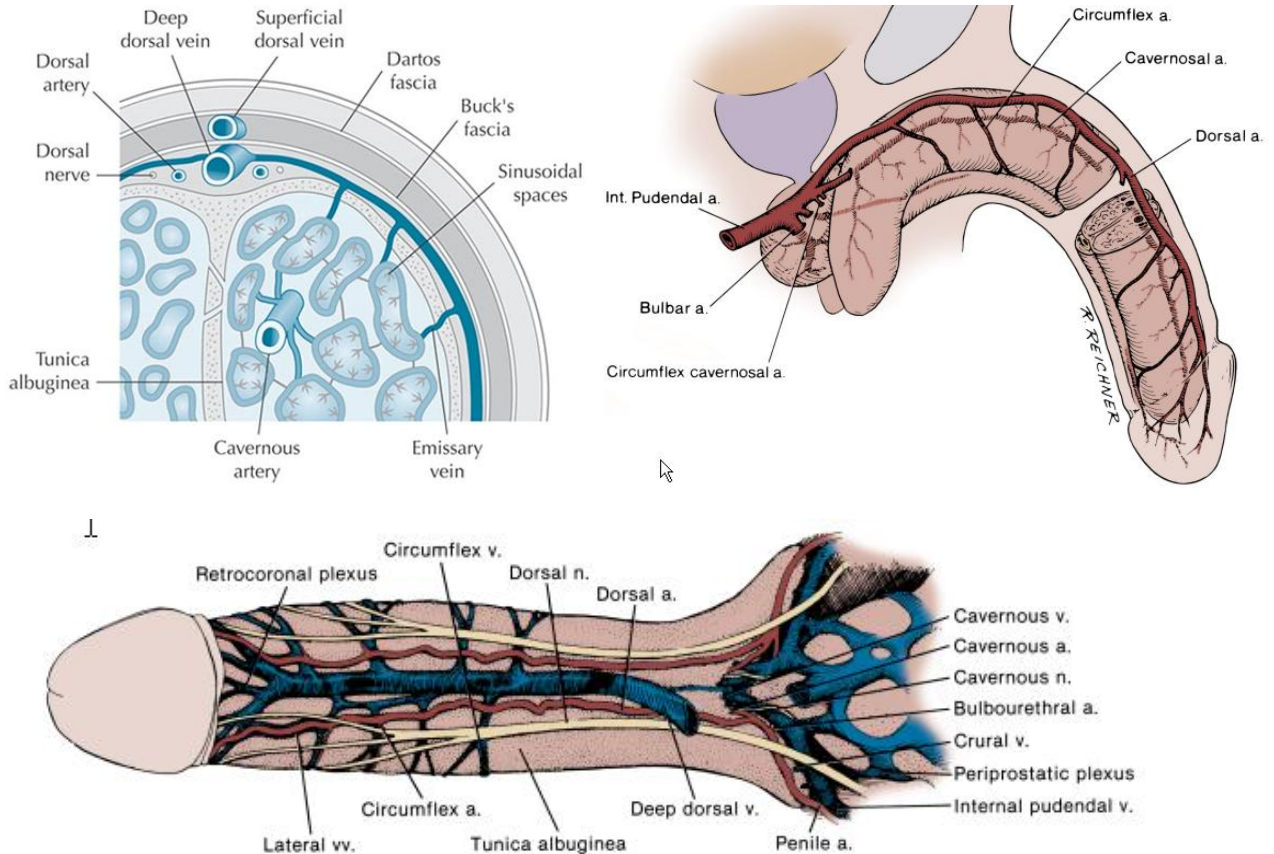 Deep
dorsal vein
Superficial
dorsal vein
Dorsal
artery
Dartos
fascia
Buck's
fascia
Dorsal
nerve
Sinusoidal
spaces
Tunica
albuginea
Cavernous
artery
Emissary
vein
Circumflex a.
Cavernosal a.
Dorsal a.
Int. Pudendal a.
Bulbar a.
Circumflex cavernosal a.
R. REICHNER
Circumflex v.
Retrocoronal plexus
Dorsal n.
Dorsal a.
Cavernous v.
Cavernous a.
Cavernous n.
Bulbourethral a.
Crural v.
Periprostatic plexus
Internal pudendal v.
Circumflex a.
Deep dorsal v.
Lateral vv.
Tunica albuginea
Penile a.